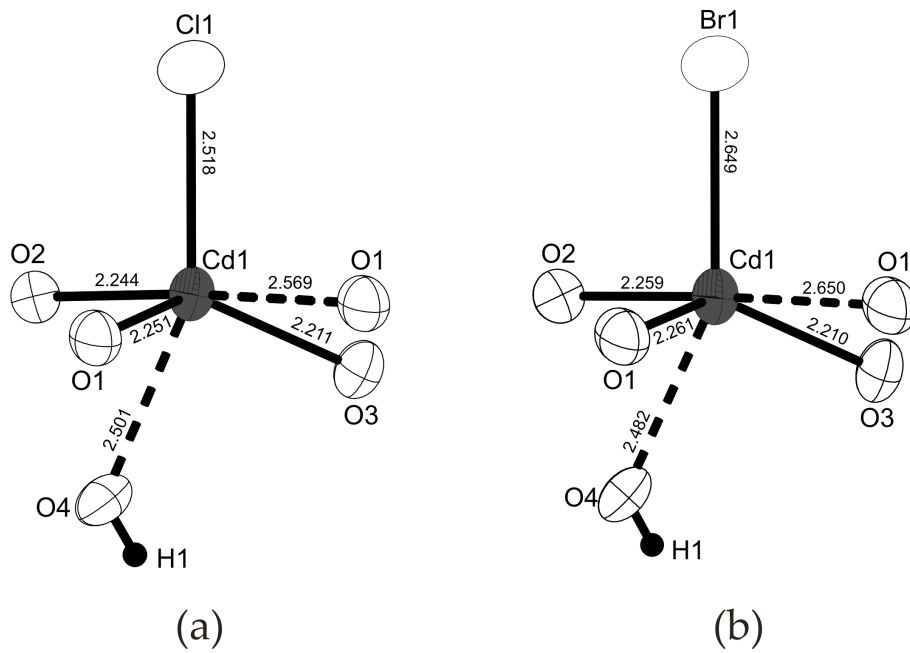 Cl1
2.518
O2
Cd1
O1
2.244
2.569
2.251
2.211
O1
O3
2.501
O4
H1
(a)
Br1
2.649
O2
Cd1
O1
2.259
2.650
2.261
2.210
O1
O3
2.482
O4
H1
(b)